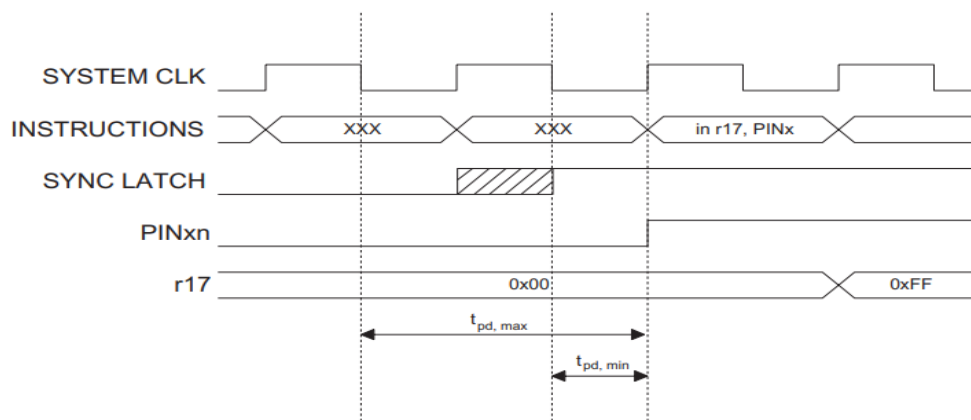 SYSTEM CLK
INSTRUCTIONS XXX XXX in r17, PINx
SYNC LATCH
PINxn
r17 0x00 0xFF
tpd, max
tpd, min